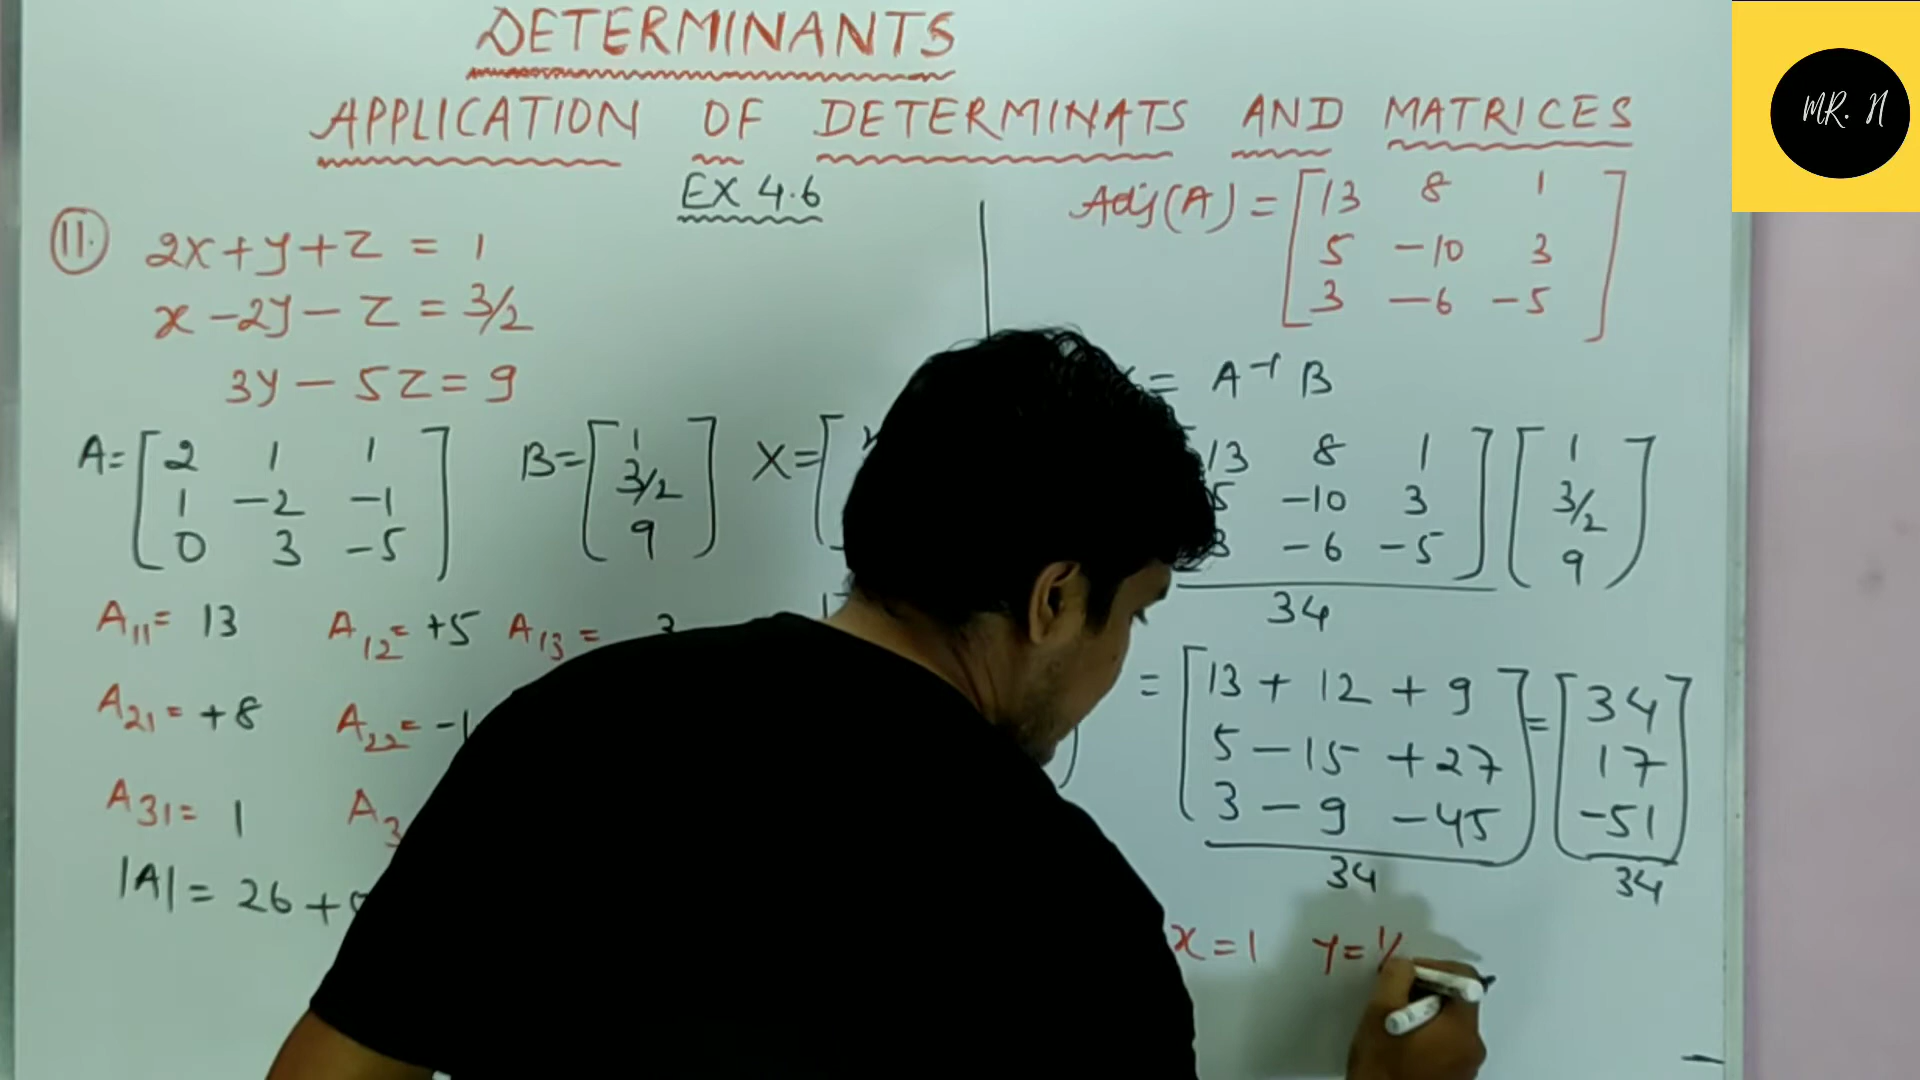 DETERMINANTS
APPLICATION OF DETERMINATS AND MATRICES
MR. N
EX 4.6
11. 2x+y+z = 1
x -2y- z = 3/2
3y - 5z = 9
A= [ 2 1 1
1 -2 -1
0 3 -5 ]
B= [ 1
3/2
9 ]
X= [
A11= 13 A12= +5 A13=
A21= +8 A22= -1
A31= 1
|A| = 26 +
Adj(A) = [ 13 8 1
5 -10 3
3 -6 -5 ]
= A-1 B
13 8 1
5 -10 3
3 -6 -5 ] [ 1
3/2
9 ]
34
= [ 13 + 12 + 9
5 - 15 + 27
3 - 9 - 45 ]
34
= [ 34
17
-51 ]
34
x = 1 y = 1/